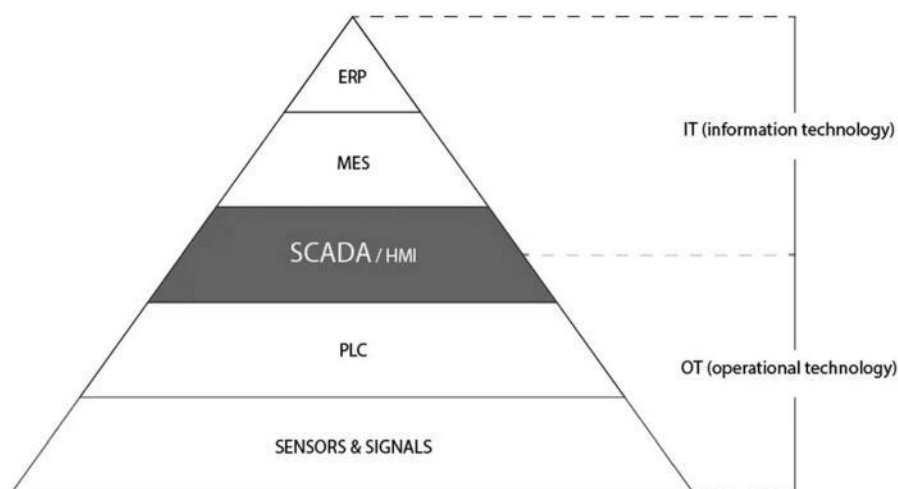 ERP
IT (information technology)
MES
SCADA / HMI
PLC
OT (operational technology)
SENSORS & SIGNALS